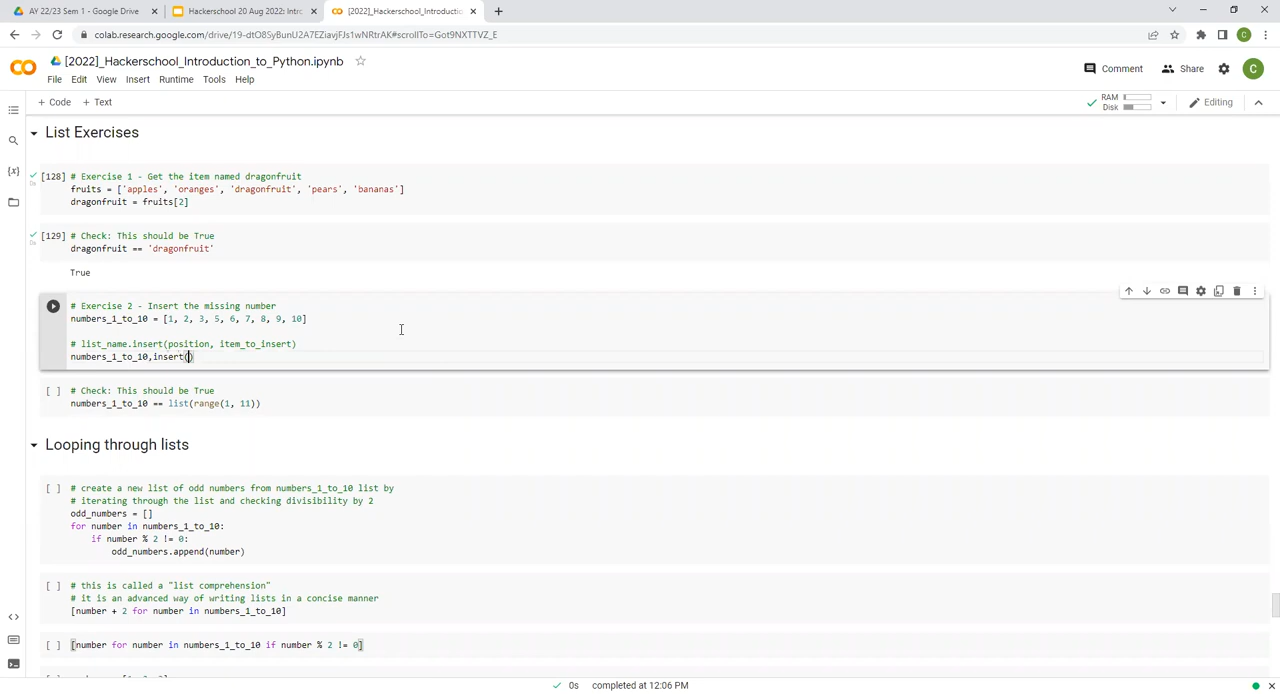 AY 22/23 Sem 1 - Google Drive
Hackerschool 20 Aug 2022: Intro
[2022]_Hackerschool_Introductio
colab.research.google.com/drive/19-dtO8SyBunU2A7EZiavjFJs1wNRtrAK#scrollTo=Got9NXTTVZ_E
C
[2022]_Hackerschool_Introduction_to_Python.ipynb
File Edit View Insert Runtime Tools Help
Comment
Share
C
+ Code + Text
RAM
Disk
Editing
List Exercises
[128] # Exercise 1 - Get the item named dragonfruit
fruits = ['apples', 'oranges', 'dragonfruit', 'pears', 'bananas']
dragonfruit = fruits[2]
0s
[129] # Check: This should be True
dragonfruit == 'dragonfruit'
0s
True
# Exercise 2 - Insert the missing number
numbers_1_to_10 = [1, 2, 3, 5, 6, 7, 8, 9, 10]
# list_name.insert(position, item_to_insert)
numbers_1_to_10,insert()
[ ] # Check: This should be True
numbers_1_to_10 == list(range(1, 11))
Looping through lists
[ ] # create a new list of odd numbers from numbers_1_to_10 list by
# iterating through the list and checking divisibility by 2
odd_numbers = []
for number in numbers_1_to_10:
if number % 2 != 0:
odd_numbers.append(number)
[ ] # this is called a "list comprehension"
# it is an advanced way of writing lists in a concise manner
[number + 2 for number in numbers_1_to_10]
[ ] [number for number in numbers_1_to_10 if number % 2 != 0]
0s completed at 12:06 PM